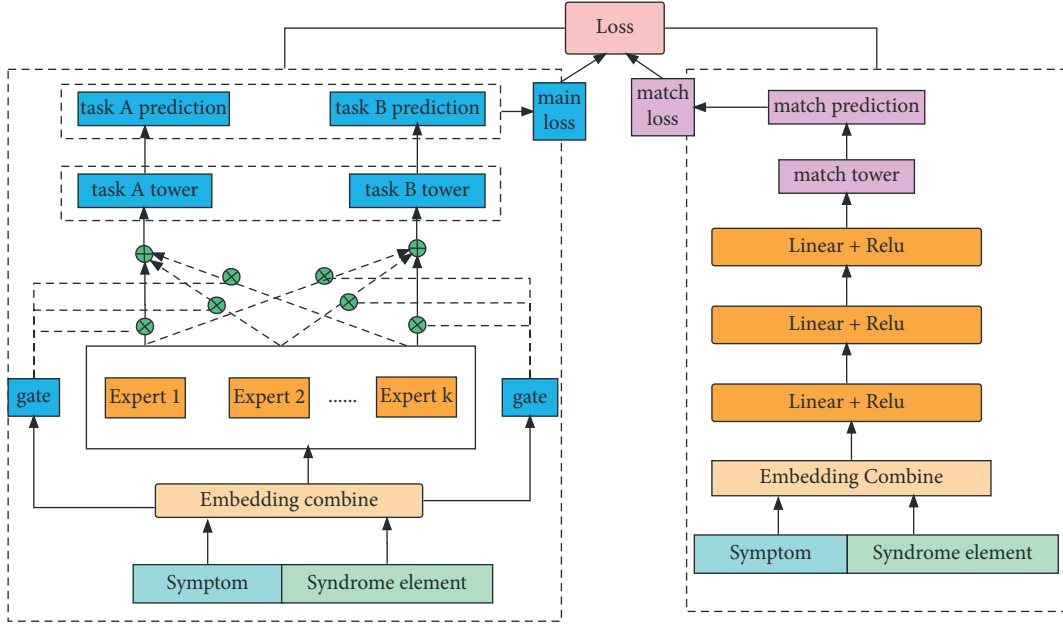 Loss
task A prediction
task B prediction
main
loss
match
loss
match prediction
task A tower
task B tower
match tower
Linear + Relu
Linear + Relu
Linear + Relu
gate
Expert 1
Expert 2
......
Expert k
gate
Embedding combine
Embedding Combine
Symptom
Syndrome element
Symptom
Syndrome element